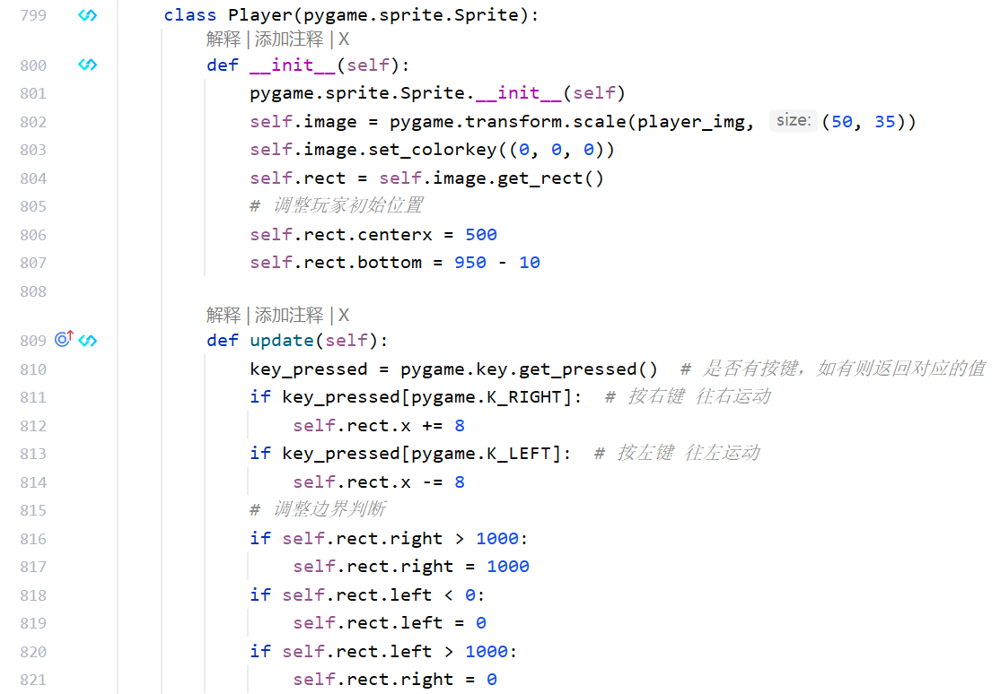 799 class Player(pygame.sprite.Sprite):
解释 | 添加注释 | X
800 def __init__(self):
801 pygame.sprite.Sprite.__init__(self)
802 self.image = pygame.transform.scale(player_img, size: (50, 35))
803 self.image.set_colorkey((0, 0, 0))
804 self.rect = self.image.get_rect()
805 # 调整玩家初始位置
806 self.rect.centerx = 500
807 self.rect.bottom = 950 - 10
808
解释 | 添加注释 | X
809 def update(self):
810 key_pressed = pygame.key.get_pressed() # 是否有按键，如有则返回对应的值
811 if key_pressed[pygame.K_RIGHT]: # 按右键 往右运动
812 self.rect.x += 8
813 if key_pressed[pygame.K_LEFT]: # 按左键 往左运动
814 self.rect.x -= 8
815 # 调整边界判断
816 if self.rect.right > 1000:
817 self.rect.right = 1000
818 if self.rect.left < 0:
819 self.rect.left = 0
820 if self.rect.left > 1000:
821 self.rect.right = 0